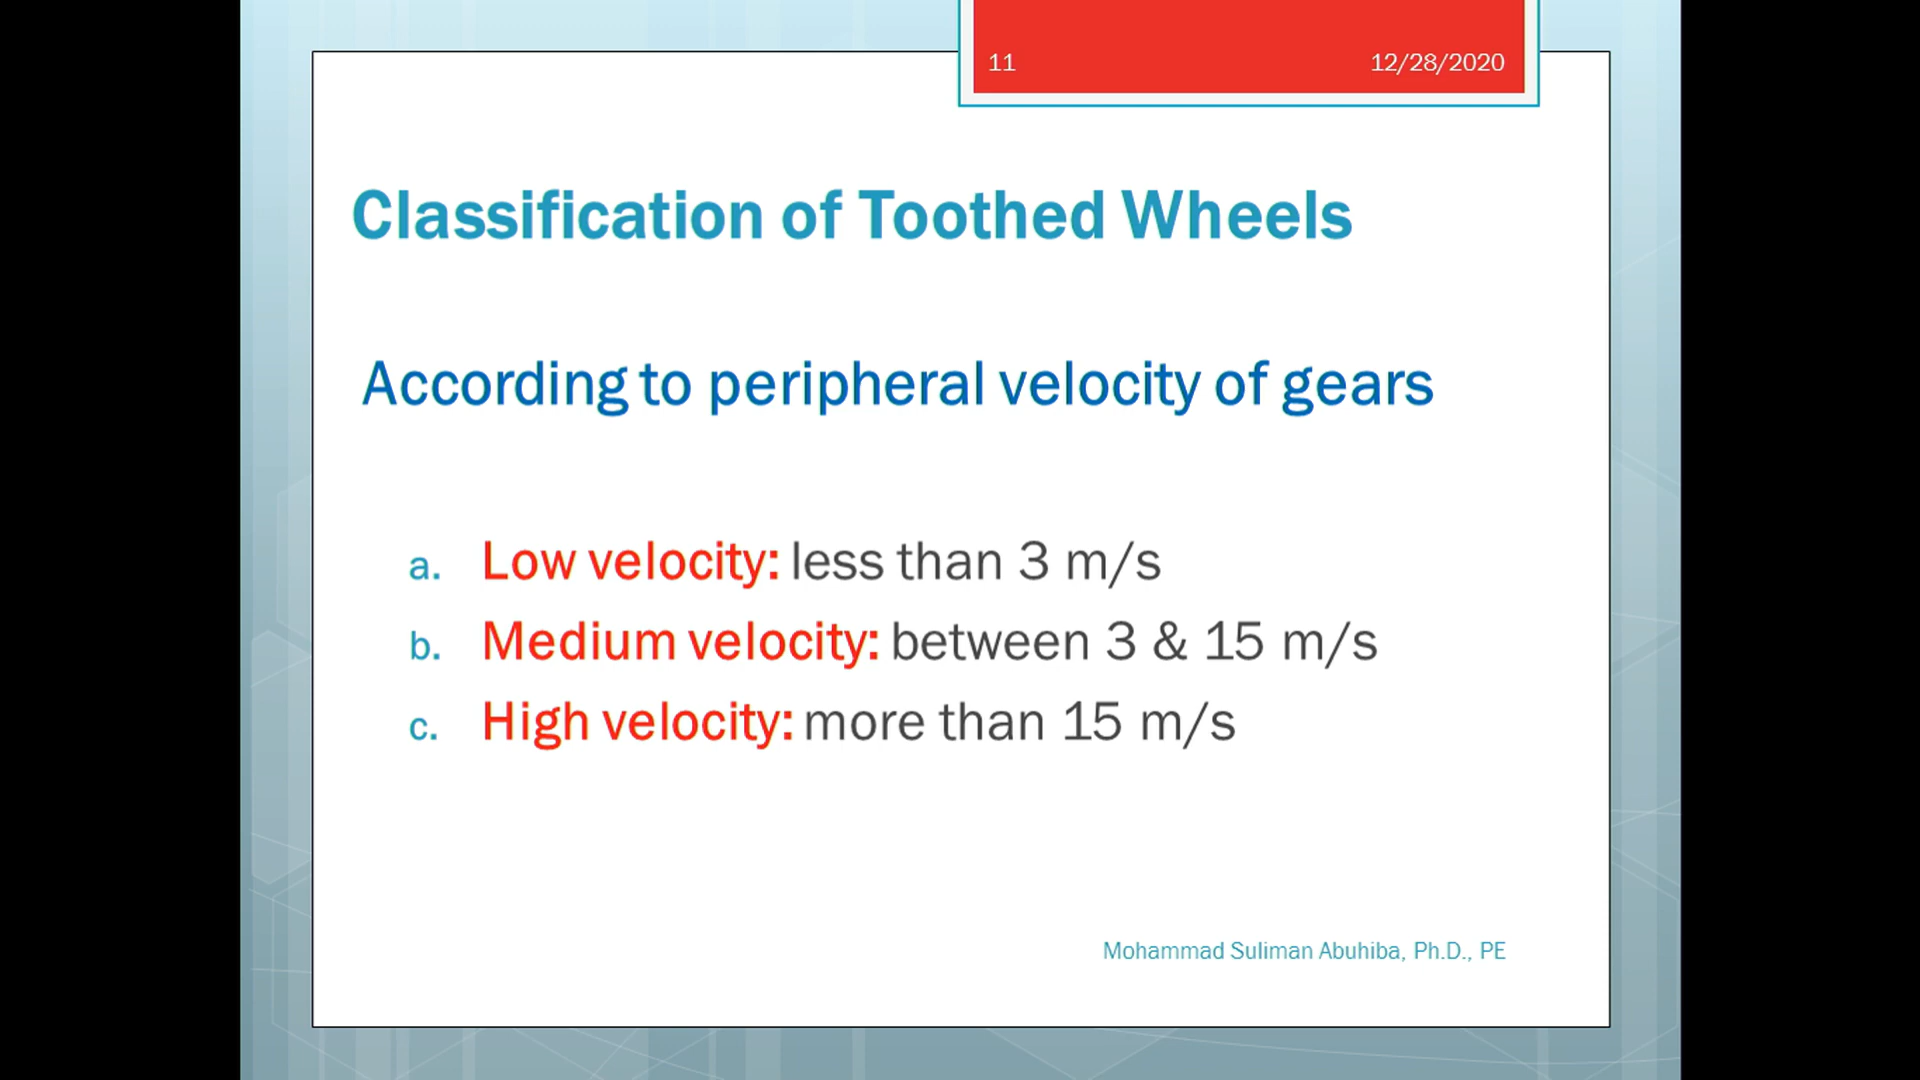 11 12/28/2020
Classification of Toothed Wheels
According to peripheral velocity of gears
a. Low velocity: less than 3 m/s
b. Medium velocity: between 3 & 15 m/s
c. High velocity: more than 15 m/s
Mohammad Suliman Abuhiba, Ph.D., PE